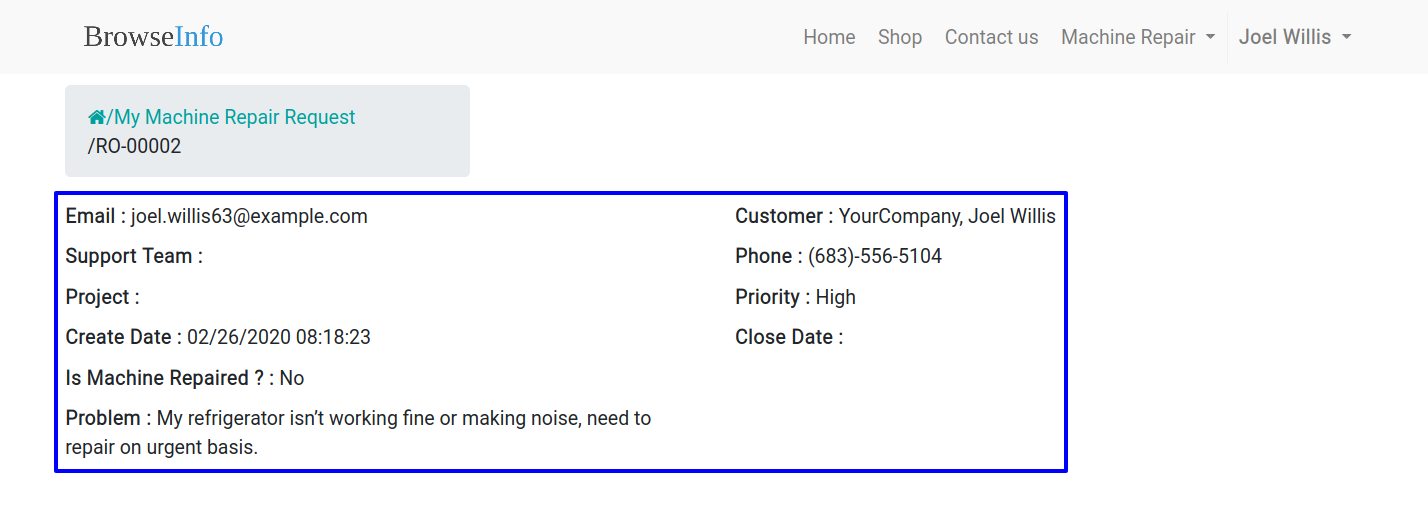 BrowseInfo
Home Shop Contact us Machine Repair Joel Willis
/My Machine Repair Request
/RO-00002
Email : joel.willis63@example.com
Customer : YourCompany, Joel Willis
Support Team :
Phone : (683)-556-5104
Project :
Priority : High
Create Date : 02/26/2020 08:18:23
Close Date :
Is Machine Repaired ? : No
Problem : My refrigerator isn’t working fine or making noise, need to
repair on urgent basis.